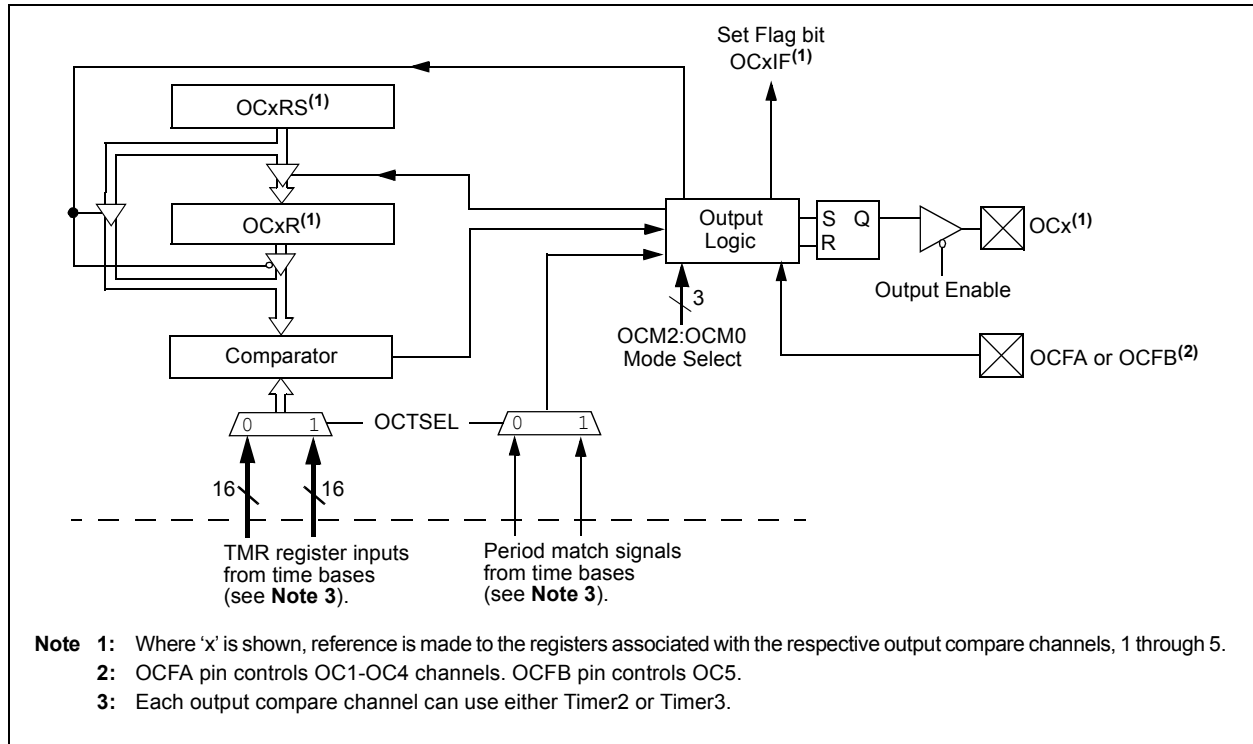 Set Flag bit
OCxIF(1)
OCxRS(1)
OCxR(1)
Output
Logic
S Q
R
OCx(1)
Output Enable
3
OCM2:OCM0
Mode Select
Comparator
OCFA or OCFB(2)
0 1
OCTSEL
0 1
16
16
TMR register inputs
from time bases
(see Note 3).
Period match signals
from time bases
(see Note 3).
Note 1: Where ‘x’ is shown, reference is made to the registers associated with the respective output compare channels, 1 through 5.
2: OCFA pin controls OC1-OC4 channels. OCFB pin controls OC5.
3: Each output compare channel can use either Timer2 or Timer3.